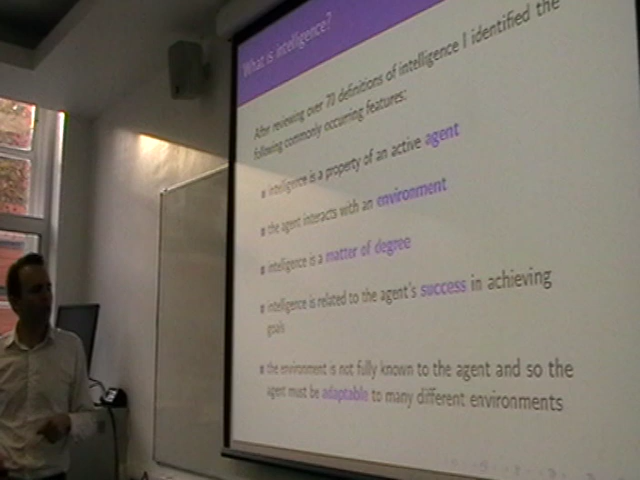 What is intelligence?
After reviewing over 70 definitions of intelligence I identified the
following commonly occurring features:
intelligence is a property of an active agent
the agent interacts with an environment
intelligence is a matter of degree
intelligence is related to the agent's success in achieving
goals
the environment is not fully known to the agent and so the
agent must be adaptable to many different environments